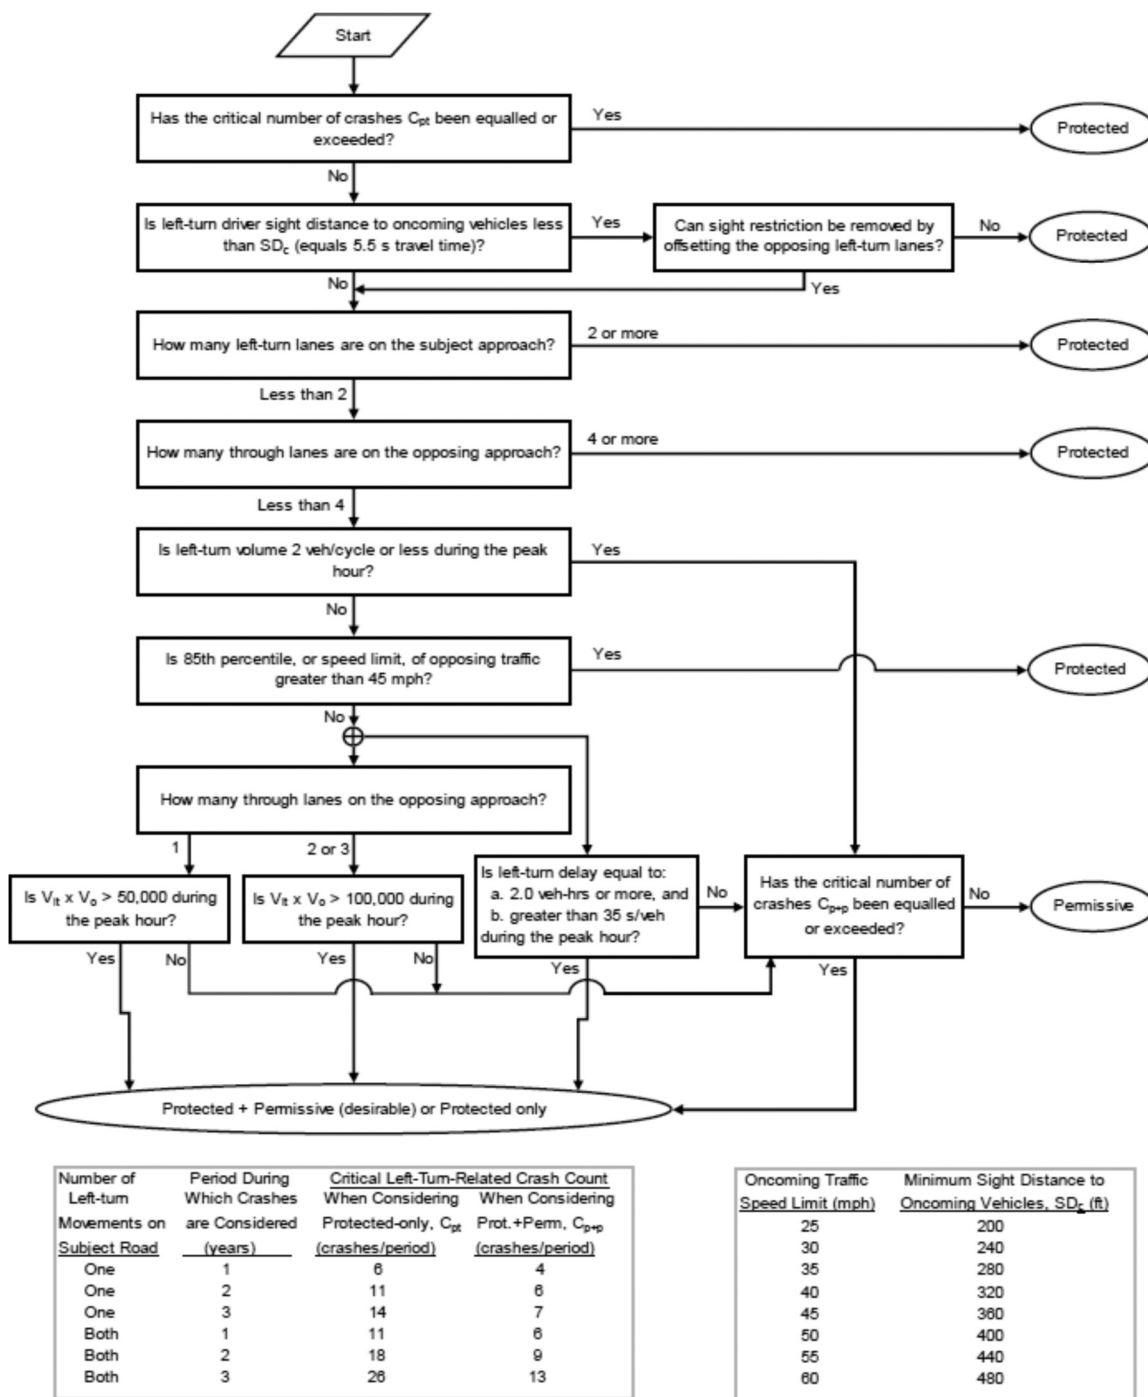 Start
Has the critical number of crashes Cpt been equalled or
exceeded?
Yes
Protected
No
Is left-turn driver sight distance to oncoming vehicles less
than SDc (equals 5.5 s travel time)?
Yes
Can sight restriction be removed by
offsetting the opposing left-turn lanes?
No
Protected
No
Yes
How many left-turn lanes are on the subject approach?
2 or more
Protected
Less than 2
How many through lanes are on the opposing approach?
4 or more
Protected
Less than 4
Is left-turn volume 2 veh/cycle or less during the peak
hour?
Yes
No
Is 85th percentile, or speed limit, of opposing traffic
greater than 45 mph?
Yes
Protected
No
How many through lanes on the opposing approach?
1
2 or 3
Is Vlt x Vo > 50,000 during
the peak hour?
Is Vlt x Vo > 100,000 during
the peak hour?
Is left-turn delay equal to:
a. 2.0 veh-hrs or more, and
b. greater than 35 s/veh
during the peak hour?
No
Has the critical number of
crashes Cp+p been equalled
or exceeded?
No
Permissive
Yes
No
Yes
No
Yes
Yes
Protected + Permissive (desirable) or Protected only
Number of Period During Critical Left-Turn-Related Crash Count
Left-turn Which Crashes When Considering When Considering
Movements on are Considered Protected-only, Cpt Prot.+Perm, Cp+p
Subject Road (years) (crashes/period) (crashes/period)
One 1 6 4
One 2 11 6
One 3 14 7
Both 1 11 6
Both 2 18 9
Both 3 26 13
Oncoming Traffic Minimum Sight Distance to
Speed Limit (mph) Oncoming Vehicles, SDc (ft)
25 200
30 240
35 280
40 320
45 360
50 400
55 440
60 480